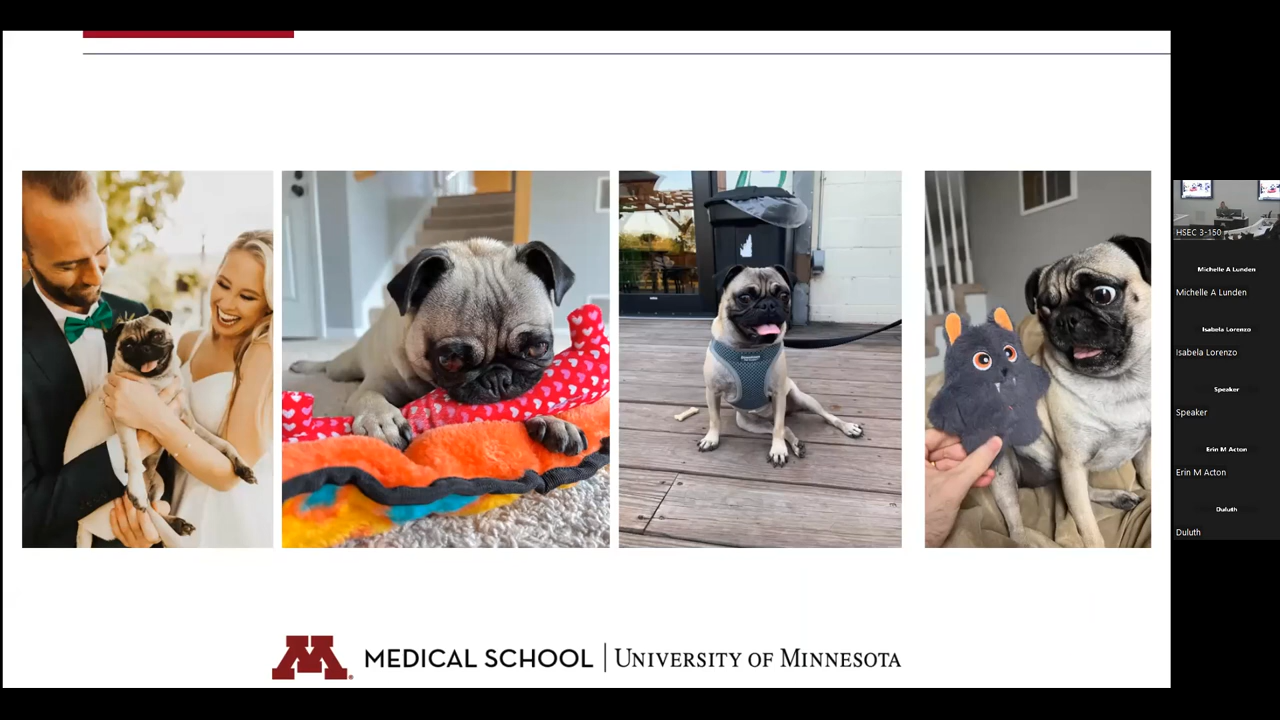 MEDICAL SCHOOL | UNIVERSITY OF MINNESOTA
HSEC 3-150
Michelle A Lunden
Michelle A Lunden
Isabela Lorenzo
Isabela Lorenzo
Speaker
Speaker
Erin M Acton
Erin M Acton
Duluth
Duluth